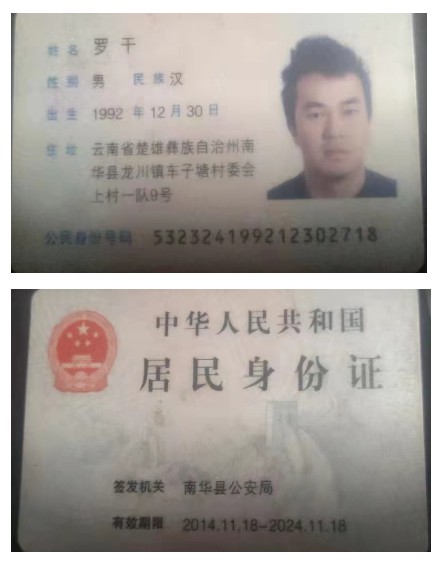 姓名 罗干
性别 男 民族 汉
出生 1992 年 12 月 30 日
住址 云南省楚雄彝族自治州南
华县龙川镇车子塘村委会
上村一队9号
公民身份号码 532324199212302718
中华人民共和国
居民身份证
签发机关 南华县公安局
有效期限 2014.11.18-2024.11.18